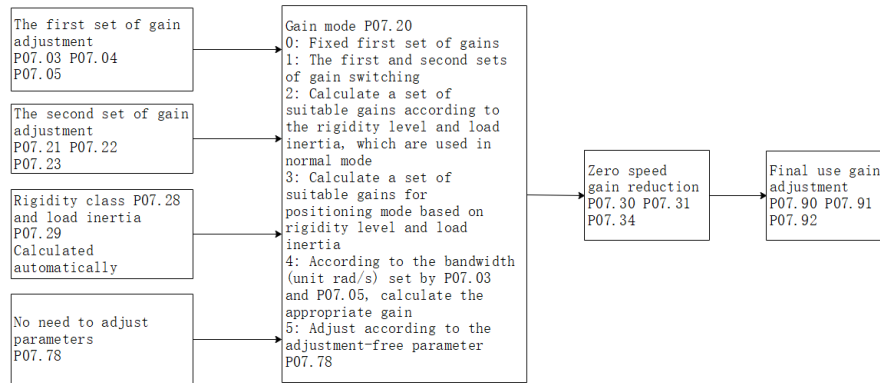 The first set of gain
adjustment
P07.03 P07.04
P07.05
The second set of gain
adjustment
P07.21 P07.22
P07.23
Rigidity class P07.28
and load inertia
P07.29
Calculated
automatically
No need to adjust
parameters
P07.78
Gain mode P07.20
0: Fixed first set of gains
1: The first and second sets
of gain switching
2: Calculate a set of
suitable gains according to
the rigidity level and load
inertia, which are used in
normal mode
3: Calculate a set of
suitable gains for
positioning mode based on
rigidity level and load
inertia
4: According to the bandwidth
(unit rad/s) set by P07.03
and P07.05, calculate the
appropriate gain
5: Adjust according to the
adjustment-free parameter
P07.78
Zero speed
gain reduction
P07.30 P07.31
P07.34
Final use gain
adjustment
P07.90 P07.91
P07.92